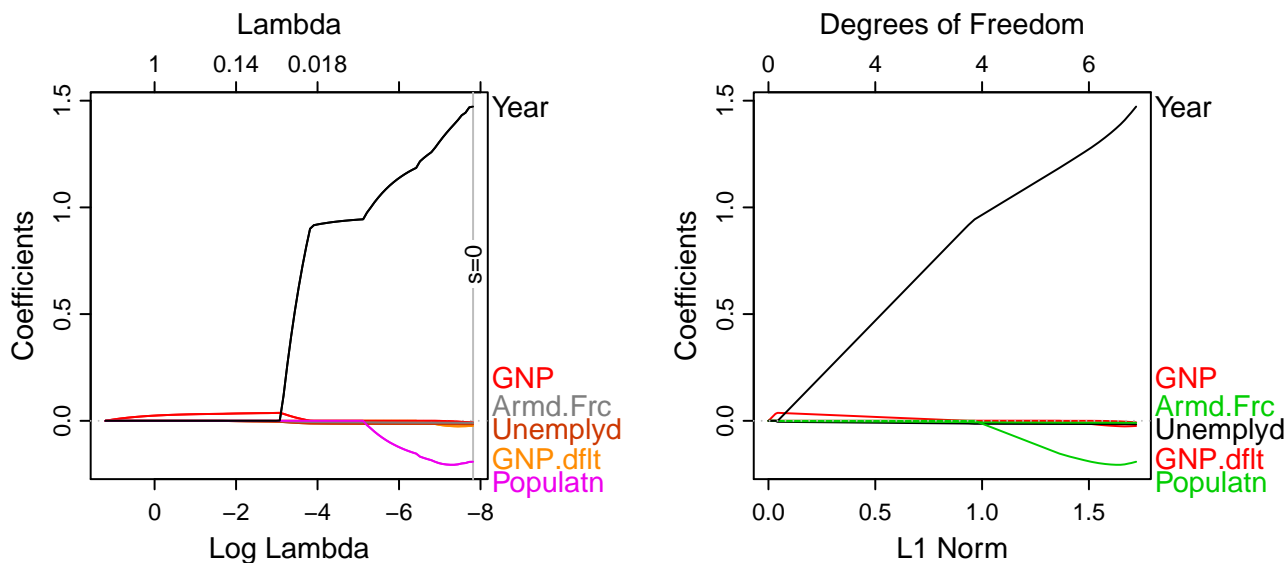 Lambda
1 0.14 0.018
Coefficients
0.0 0.5 1.0 1.5
s=0
Year
GNP
Armd.Frc
Unemplyd
GNP.dflt
Populatn
0 −2 −4 −6 −8
Log Lambda
Degrees of Freedom
0 4 4 6
Coefficients
0.0 0.5 1.0 1.5
Year
GNP
Armd.Frc
Unemplyd
GNP.dflt
Populatn
0.0 0.5 1.0 1.5
L1 Norm